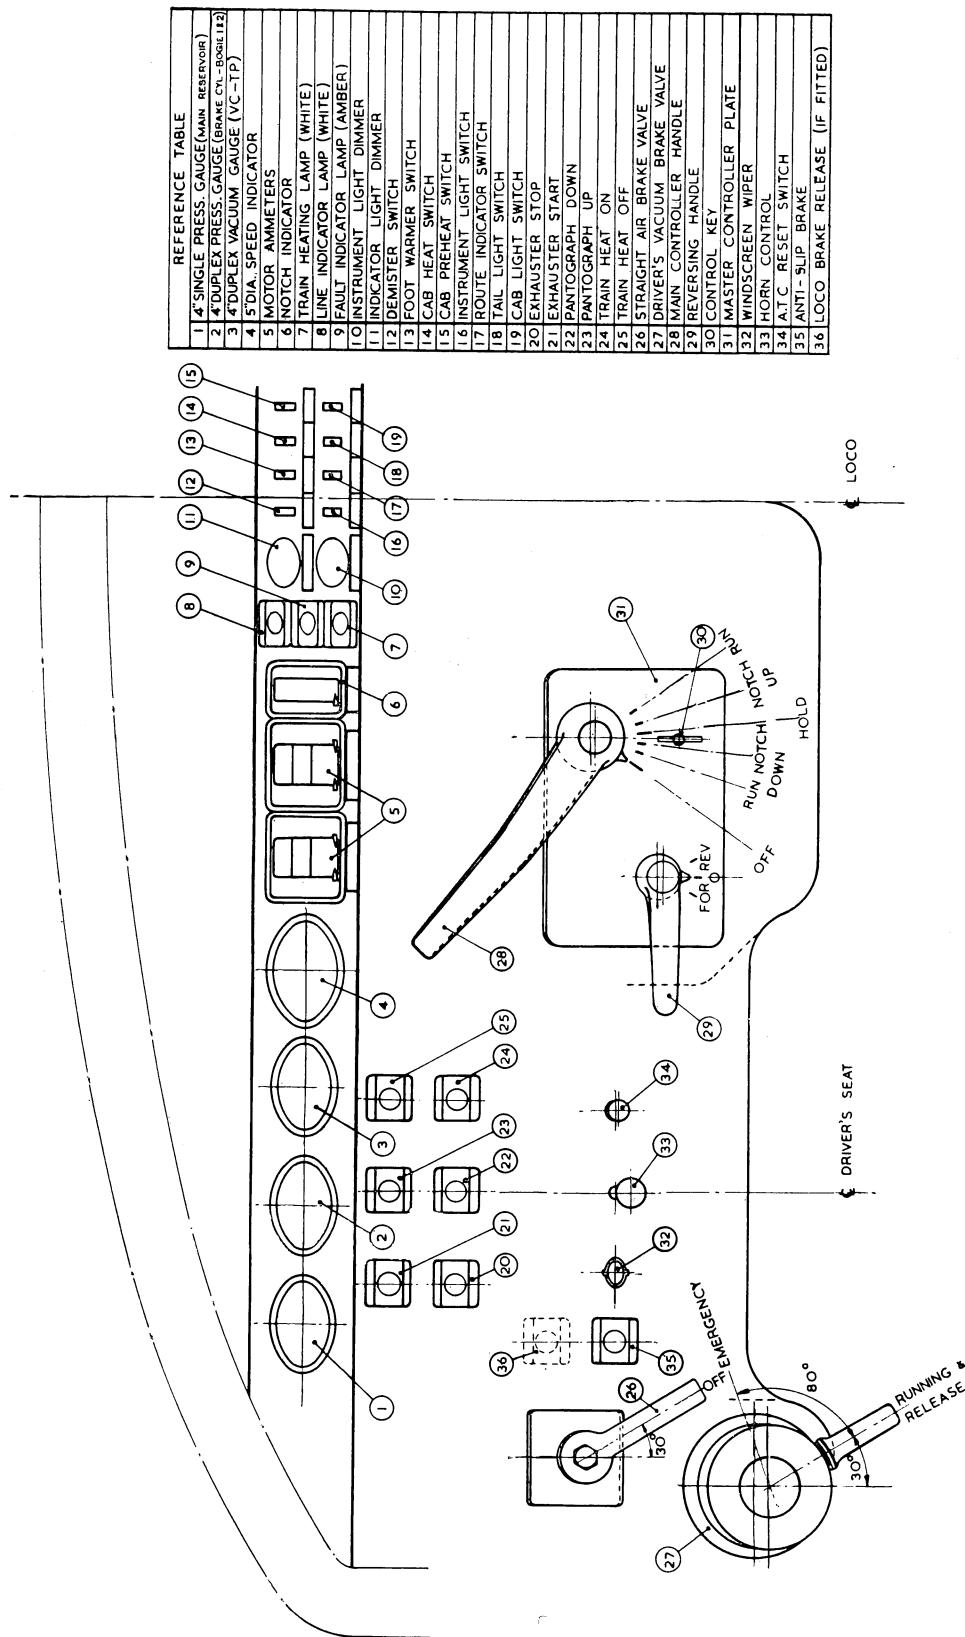 REFERENCE TABLE
1 4" SINGLE PRESS. GAUGE (MAIN RESERVOIR)
2 4" DUPLEX PRESS. GAUGE (BRAKE CYL - BOGIE 1&2)
3 4" DUPLEX VACUUM GAUGE (VC-TP)
4 5" DIA. SPEED INDICATOR
5 MOTOR AMMETERS
6 NOTCH INDICATOR
7 TRAIN HEATING LAMP (WHITE)
8 LINE INDICATOR LAMP (WHITE)
9 FAULT INDICATOR LAMP (AMBER)
10 INSTRUMENT LIGHT DIMMER
11 INDICATOR LIGHT DIMMER
12 DEMISTER SWITCH
13 FOOT WARMER SWITCH
14 CAB HEAT SWITCH
15 CAB PREHEAT SWITCH
16 INSTRUMENT LIGHT SWITCH
17 ROUTE INDICATOR SWITCH
18 TAIL LIGHT SWITCH
19 CAB LIGHT SWITCH
20 EXHAUSTER STOP
21 EXHAUSTER START
22 PANTOGRAPH DOWN
23 PANTOGRAPH UP
24 TRAIN HEAT ON
25 TRAIN HEAT OFF
26 STRAIGHT AIR BRAKE VALVE
27 DRIVER'S VACUUM BRAKE VALVE
28 MAIN CONTROLLER HANDLE
29 REVERSING HANDLE
30 CONTROL KEY
31 MASTER CONTROLLER PLATE
32 WINDSCREEN WIPER
33 HORN CONTROL
34 A.T.C RESET SWITCH
35 ANTI-SLIP BRAKE
36 LOCO BRAKE RELEASE (IF FITTED)
8 9 11 12 13 14 15
1 2 3 4 5 6 7 10 16 17 18 19
21 23 25
20 22 24
28
31
30
29
36
35
32
33
34
26
27
OFF
RUN DOWN
NOTCH DOWN
HOLD
NOTCH UP
RUN
FOR O REV
OFF
30°
EMERGENCY
80°
30°
RUNNING &
RELEASE
℄ DRIVER'S SEAT
℄ LOCO